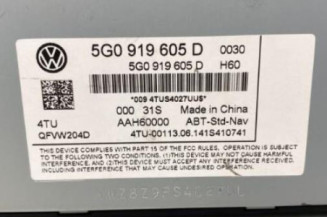 5G0 919 605 D 0030
5G0 919 605 D H60
*009 4TUS4027UUS*
000 31S Made in China
4TU AAH60000 ABT-Std-Nav
QFVW204D 4TU-00113.06.141S410741
THIS DEVICE COMPLIES WITH PART 15 OF THE FCC RULES. OPERATION IS
SUBJECT TO THE FOLLOWING TWO CONDITIONS: (1) THIS DEVICE MAY NOT
CAUSE HARMFUL INTERFERENCE, AND (2) THIS DEVICE MUST ACCEPT ANY
INTERFERENCE RECEIVED, INCLUDING INTERFERENCE THAT MAY CAUSE
UNDESIRED OPERATION.